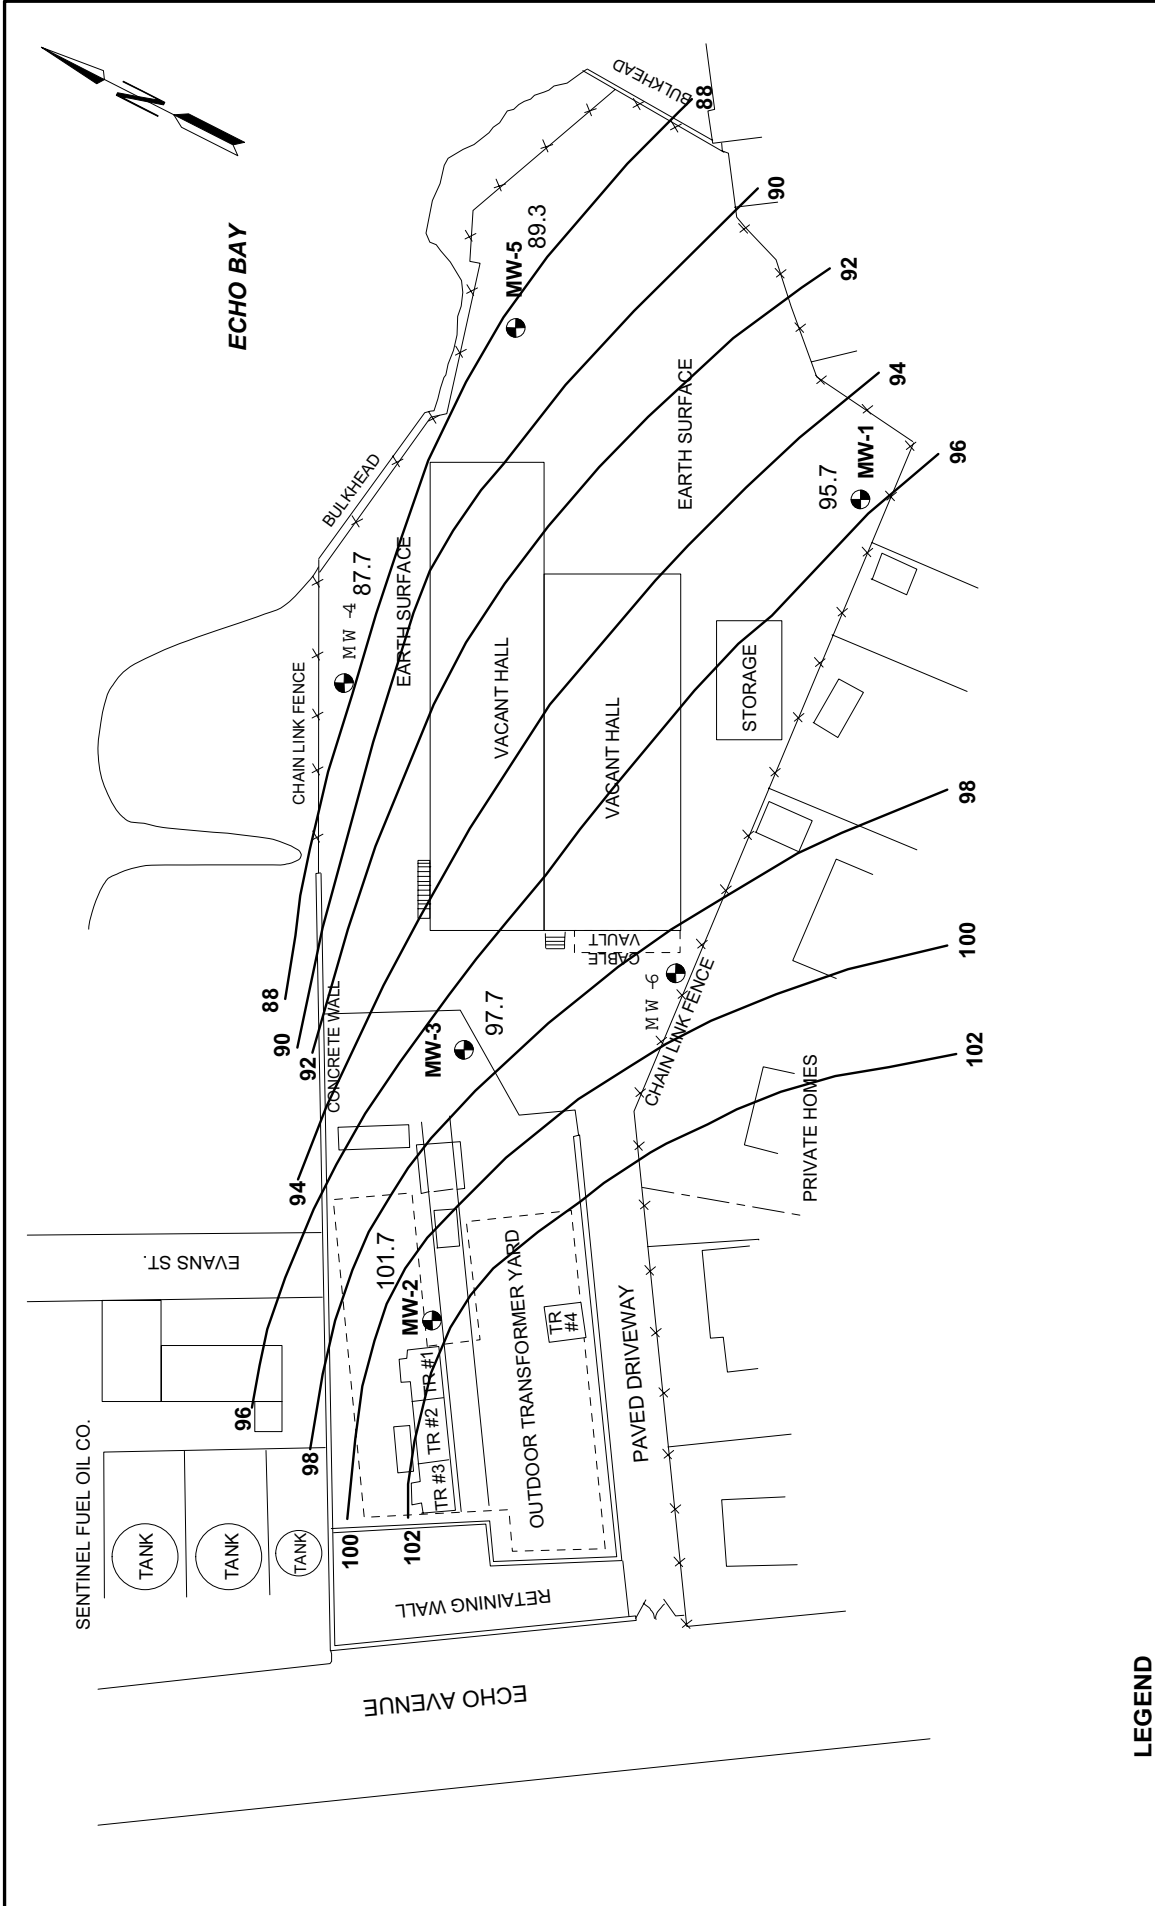 N
ECHO BAY
BULKHEAD
88
90
92
94
96
98
100
102
89.3
MW-5
BULKHEAD
87.7
MW -4
EARTH SURFACE
EARTH SURFACE
95.7
MW-1
CHAIN LINK FENCE
VACANT HALL
VACANT HALL
STORAGE
CABLE
VAULT
MW -6
CHAIN LINK FENCE
CONCRETE WALL
97.7
MW-3
88
90
92
94
96
98
100
102
PRIVATE HOMES
EVANS ST.
101.7
MW-2
TR #1
TR #2
TR #3
TR
#4
OUTDOOR TRANSFORMER YARD
PAVED DRIVEWAY
SENTINEL FUEL OIL CO.
TANK
TANK
TANK
RETAINING WALL
ECHO AVENUE
LEGEND